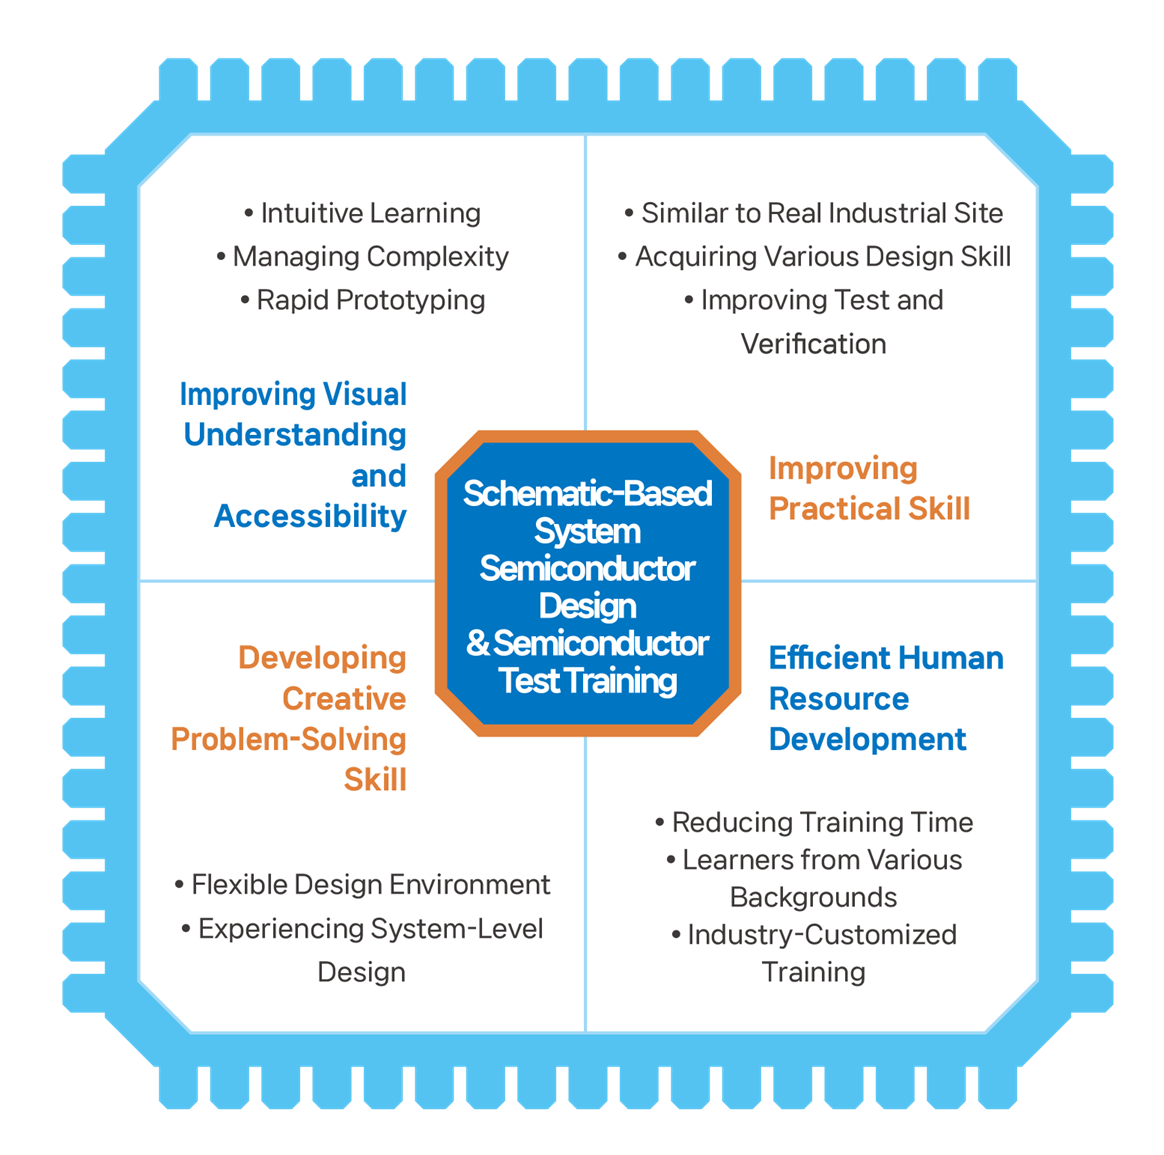 • Intuitive Learning
• Managing Complexity
• Rapid Prototyping
Improving Visual
Understanding
and
Accessibility
• Similar to Real Industrial Site
• Acquiring Various Design Skill
• Improving Test and
Verification
Improving
Practical Skill
Schematic-Based
System
Semiconductor
Design
& Semiconductor
Test Training
Developing
Creative
Problem-Solving
Skill
• Flexible Design Environment
• Experiencing System-Level
Design
Efficient Human
Resource
Development
• Reducing Training Time
• Learners from Various
Backgrounds
• Industry-Customized
Training